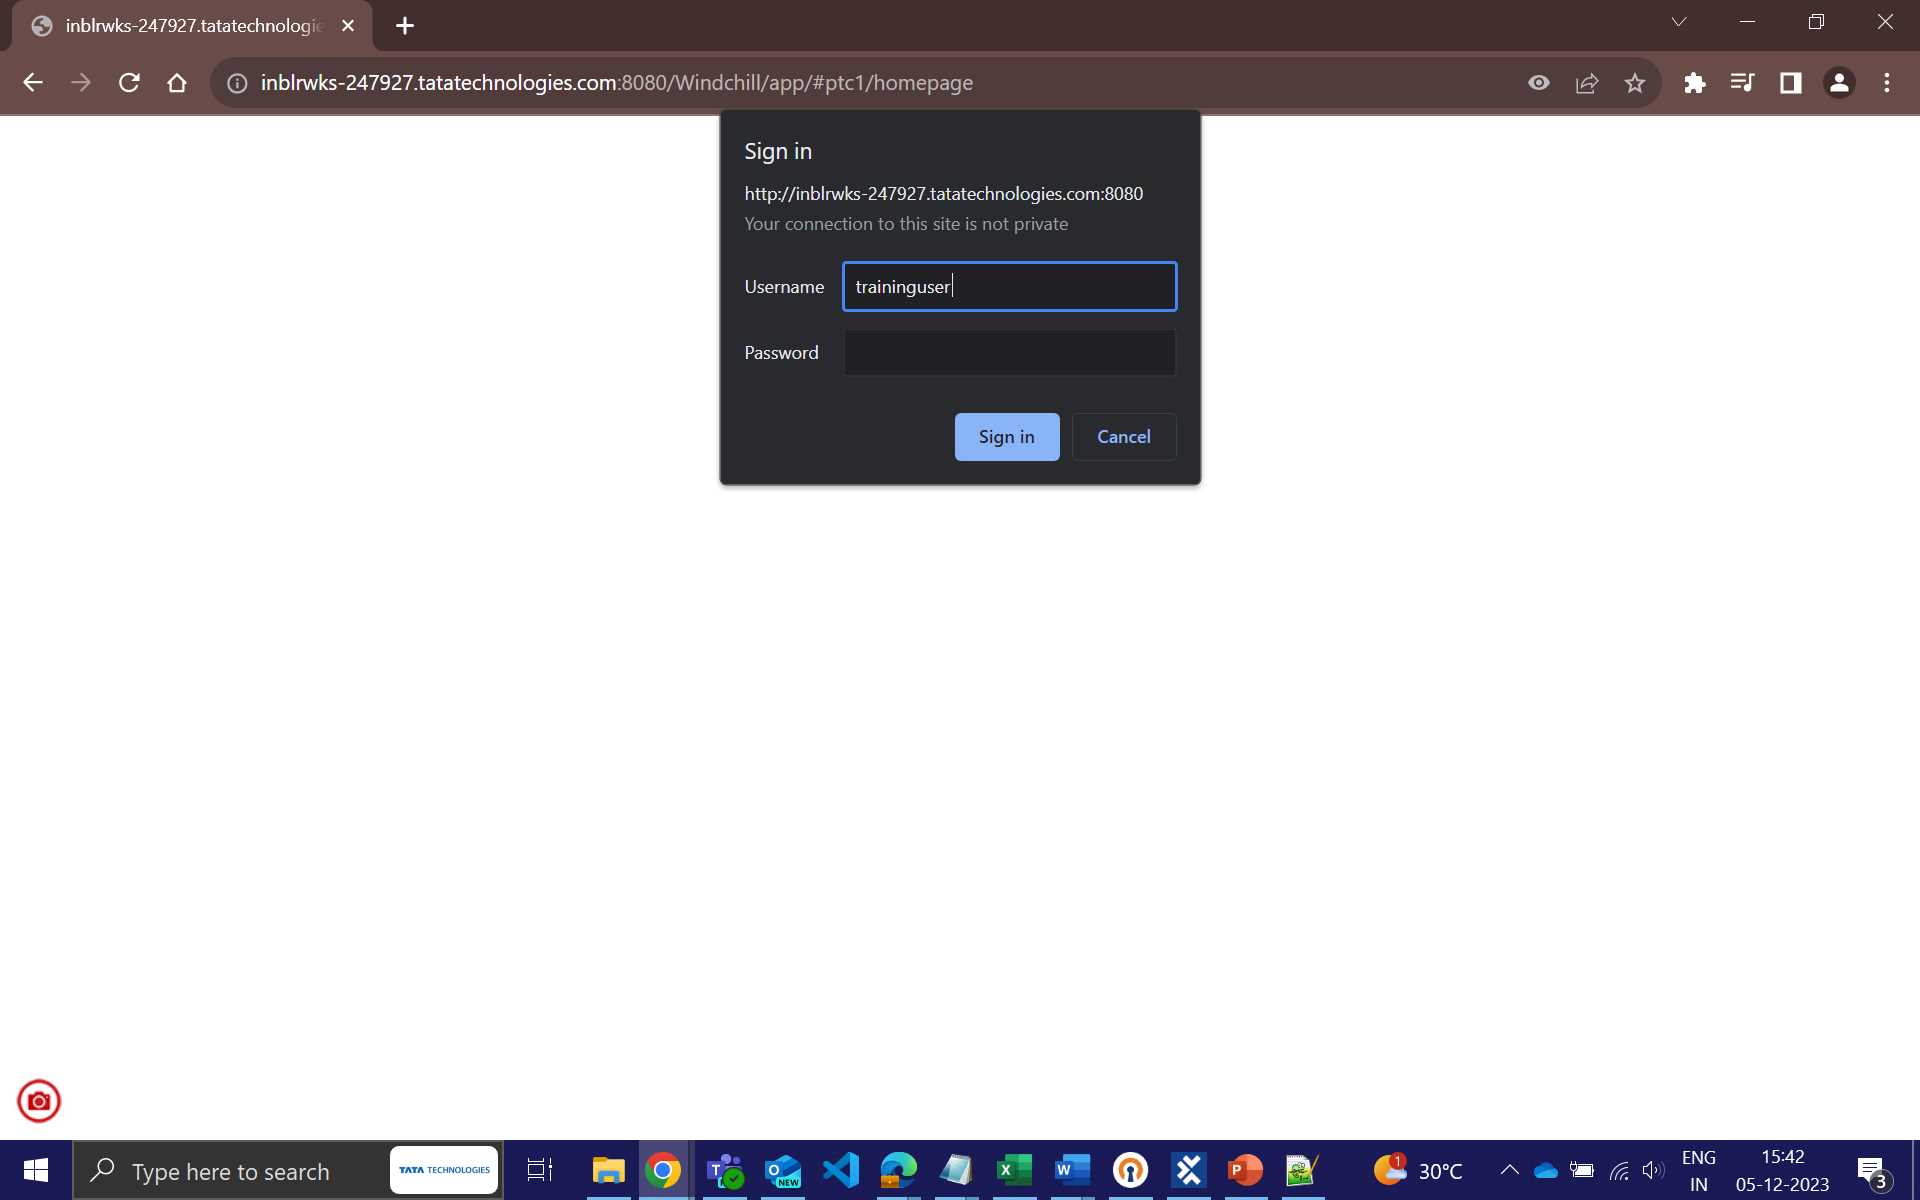 inblrwks-247927.tatatechnologie
inblrwks-247927.tatatechnologies.com:8080/Windchill/app/#ptc1/homepage
Sign in
http://inblrwks-247927.tatatechnologies.com:8080
Your connection to this site is not private
Username
traininguser
Password
Sign in
Cancel
Type here to search
TATA TECHNOLOGIES
T
O
NEW
X
W
P
1
30°C
ENG
IN
15:42
05-12-2023
3